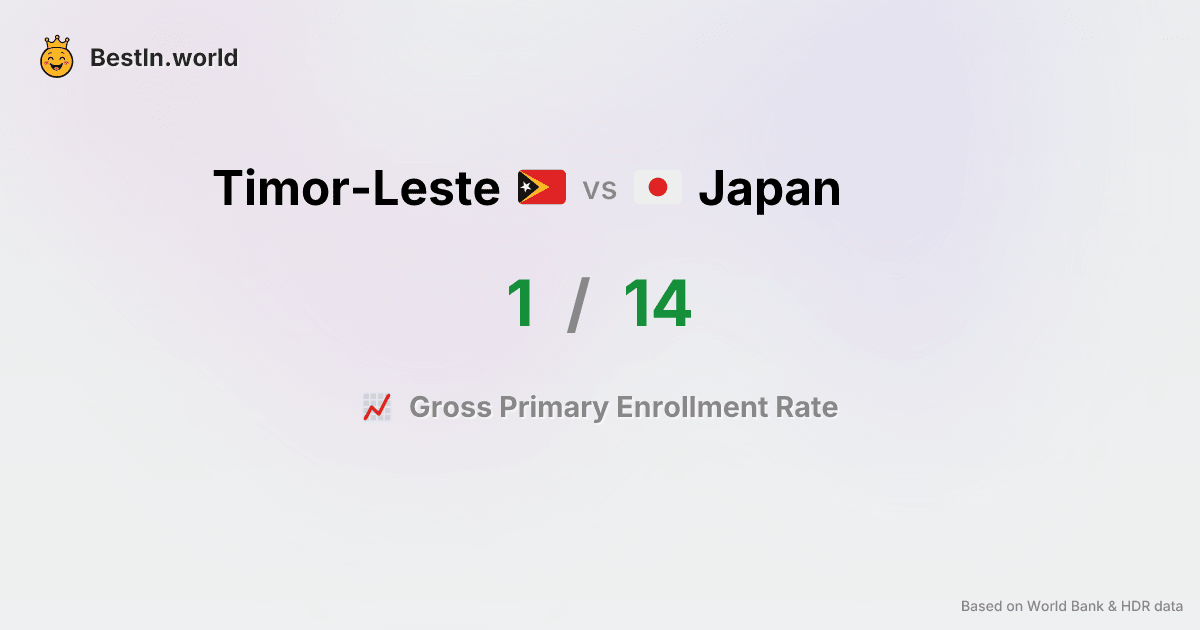 BestIn.world
Timor-Leste vs Japan
1 / 14
Gross Primary Enrollment Rate
Based on World Bank & HDR data